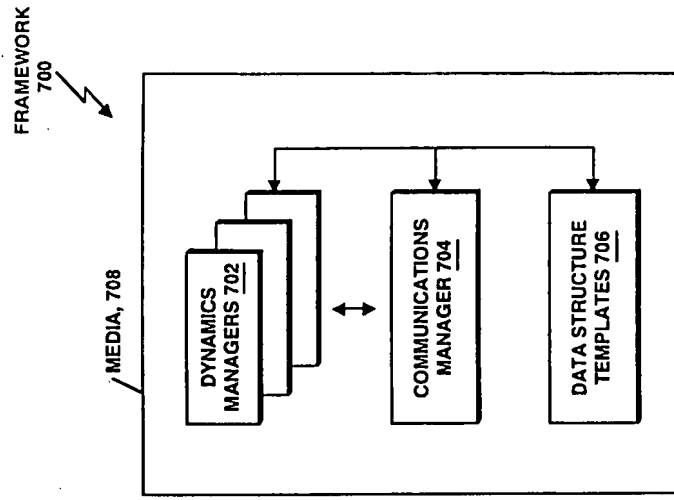 FRAMEWORK
700
MEDIA, 708
DYNAMICS
MANAGERS 702
COMMUNICATIONS
MANAGER 704
DATA STRUCTURE
TEMPLATES 706